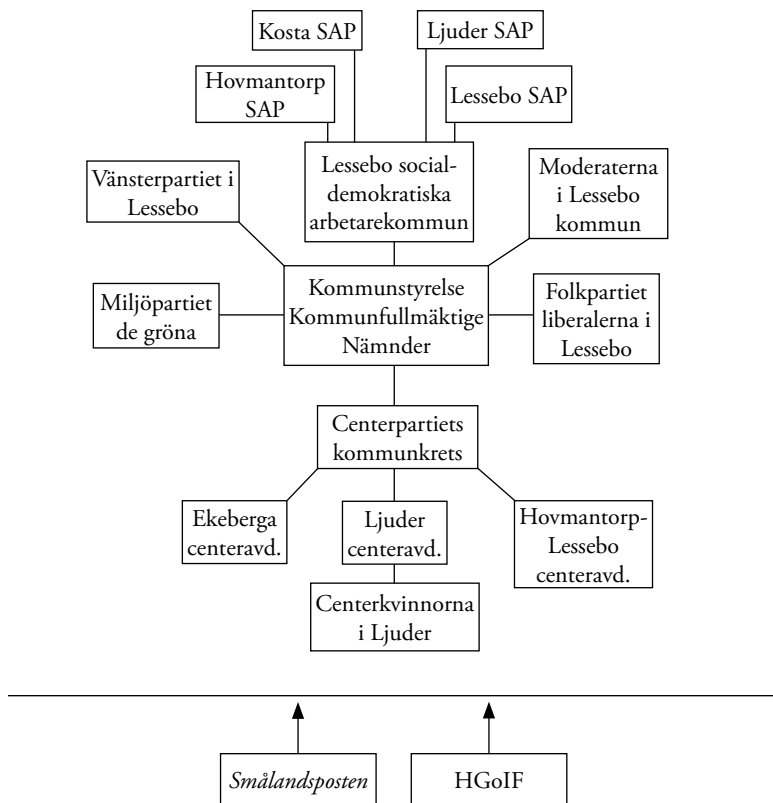 Kosta SAP
Ljuder SAP
Hovmantorp
SAP
Lessebo SAP
Vänsterpartiet i
Lessebo
Lessebo social-
demokratiska
arbetarekommun
Moderaterna
i Lessebo
kommun
Miljöpartiet
de gröna
Kommunstyrelse
Kommunfullmäktige
Nämnder
Folkpartiet
liberalerna i
Lessebo
Centerpartiets
kommunkrets
Ekeberga
centeravd.
Ljuder
centeravd.
Hovmantorp-
Lessebo
centeravd.
Centerkvinnorna
i Ljuder
Smålandsposten
HGoIF